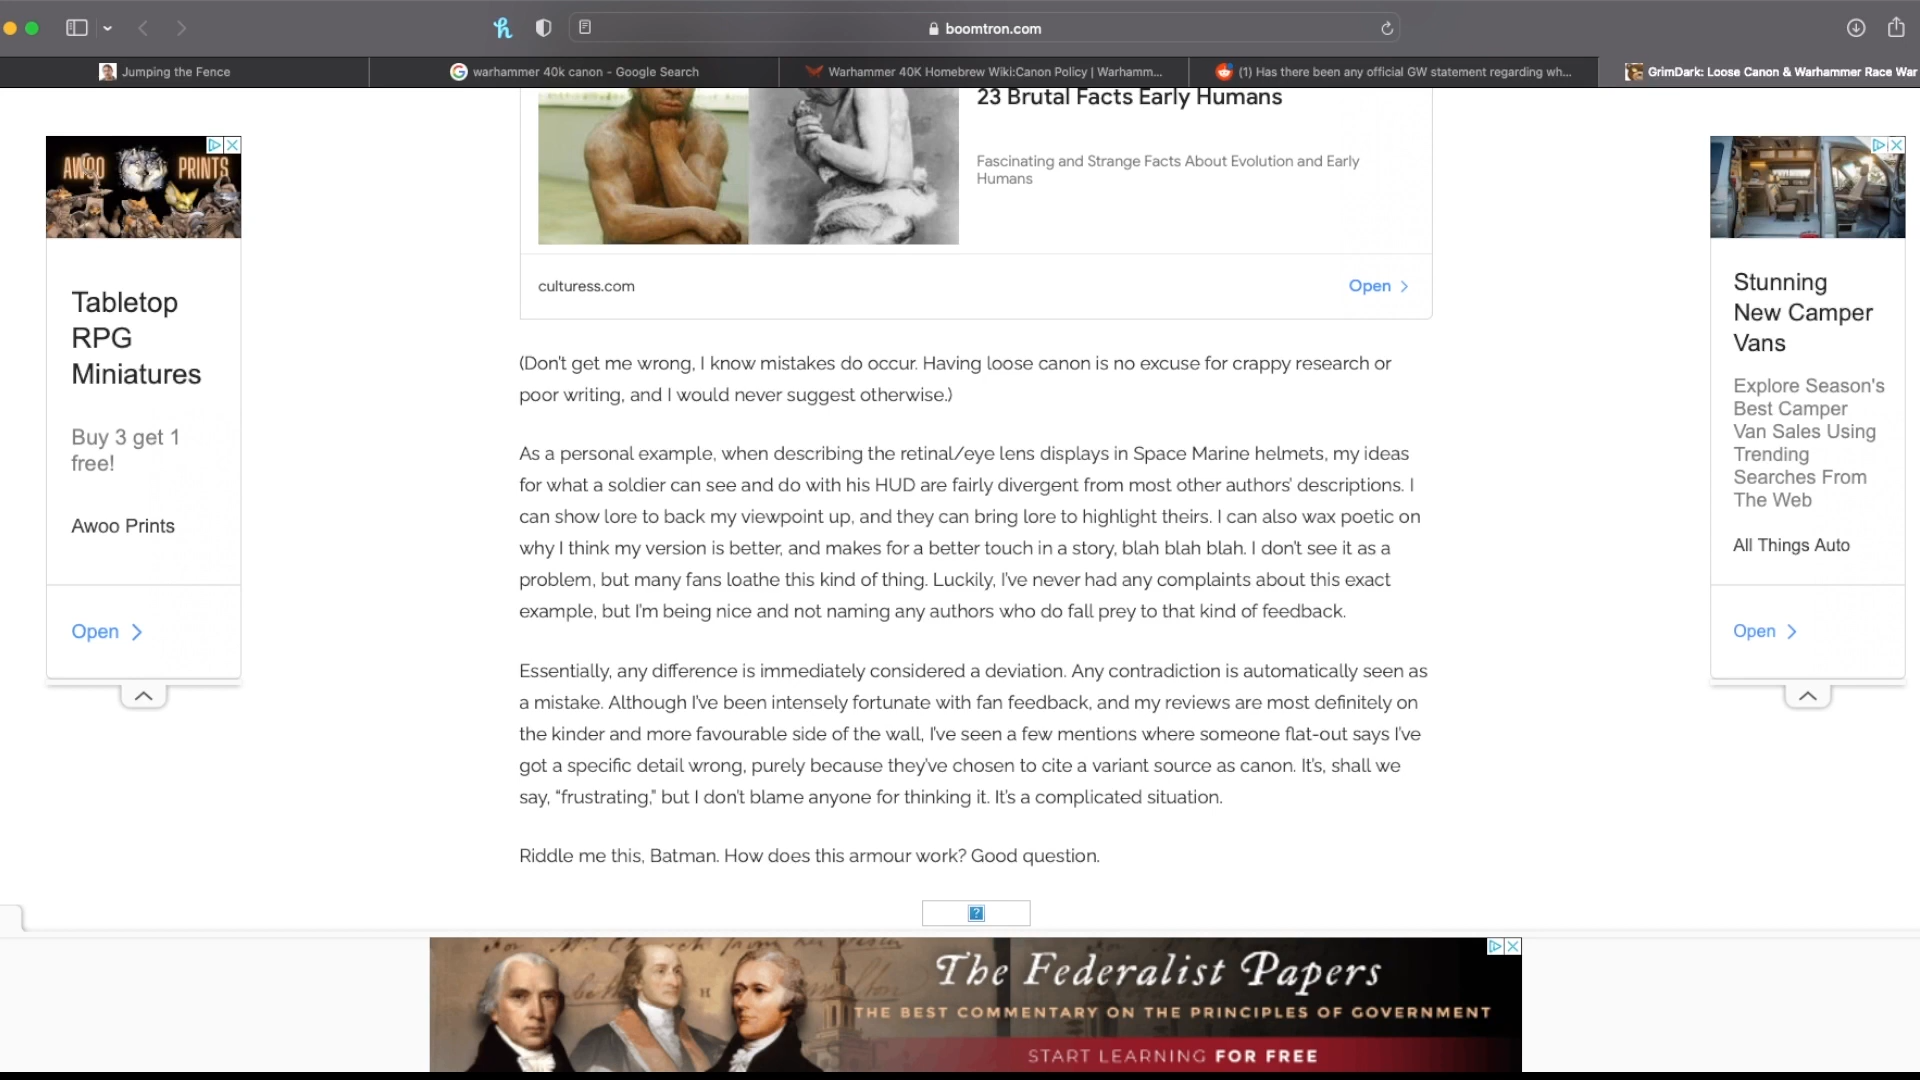 boomtron.com
Jumping the Fence
warhammer 40k canon - Google Search
Warhammer 40K Homebrew Wiki:Canon Policy | Warhamm...
(1) Has there been any official GW statement regarding wh...
GrimDark: Loose Canon & Warhammer Race War
AWOO PRINTS
Tabletop
RPG
Miniatures
Buy 3 get 1
free!
Awoo Prints
Open
23 Brutal Facts Early Humans
Fascinating and Strange Facts About Evolution and Early
Humans
culturess.com
Open
(Don't get me wrong, I know mistakes do occur. Having loose canon is no excuse for crappy research or
poor writing, and I would never suggest otherwise.)
As a personal example, when describing the retinal/eye lens displays in Space Marine helmets, my ideas
for what a soldier can see and do with his HUD are fairly divergent from most other authors' descriptions. I
can show lore to back my viewpoint up, and they can bring lore to highlight theirs. I can also wax poetic on
why I think my version is better, and makes for a better touch in a story, blah blah blah. I don't see it as a
problem, but many fans loathe this kind of thing. Luckily, I've never had any complaints about this exact
example, but I'm being nice and not naming any authors who do fall prey to that kind of feedback.
Essentially, any difference is immediately considered a deviation. Any contradiction is automatically seen as
a mistake. Although I've been intensely fortunate with fan feedback, and my reviews are most definitely on
the kinder and more favourable side of the wall, I've seen a few mentions where someone flat-out says I've
got a specific detail wrong, purely because they've chosen to cite a variant source as canon. It's, shall we
say, "frustrating," but I don't blame anyone for thinking it. It's a complicated situation.
Riddle me this, Batman. How does this armour work? Good question.
Stunning
New Camper
Vans
Explore Season's
Best Camper
Van Sales Using
Trending
Searches From
The Web
All Things Auto
Open
The Federalist Papers
THE BEST COMMENTARY ON THE PRINCIPLES OF GOVERNMENT
START LEARNING FOR FREE